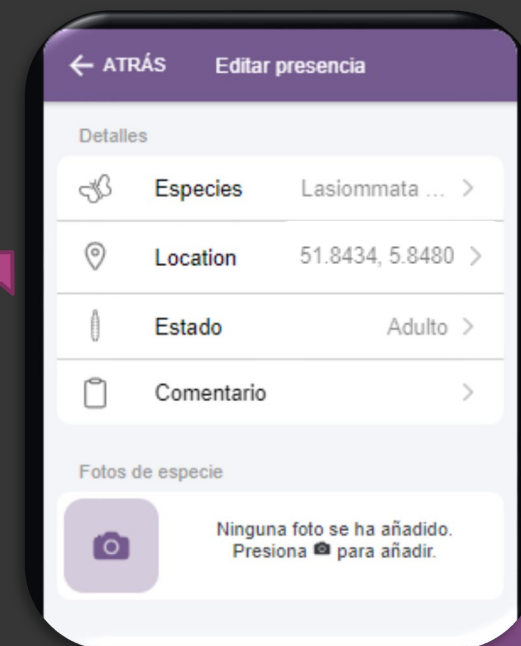 ← ATRÁS Editar presencia
Detalles
Especies Lasiommata ... >
Location 51.8434, 5.8480 >
Estado Adulto >
Comentario >
Fotos de especie
Ninguna foto se ha añadido.
Presiona para añadir.